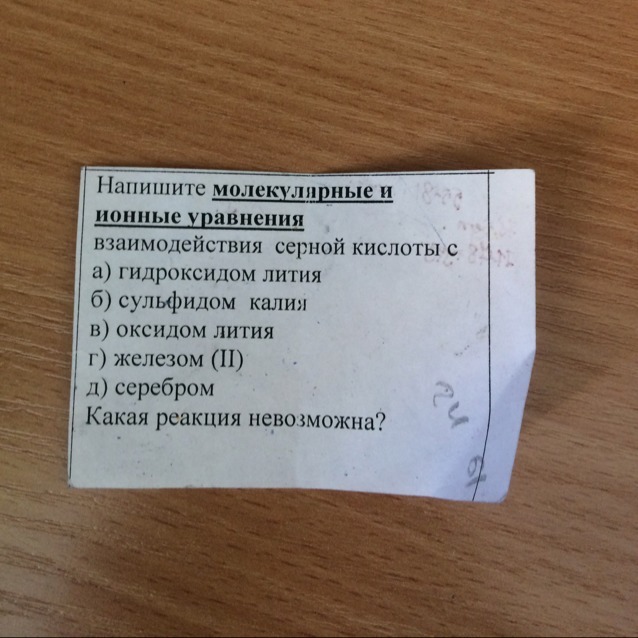 Напишите молекулярные и
ионные уравнения
взаимодействия серной кислоты с
а) гидроксидом лития
б) сульфидом калия
в) оксидом лития
г) железом (II)
д) серебром
Какая реакция невозможна?